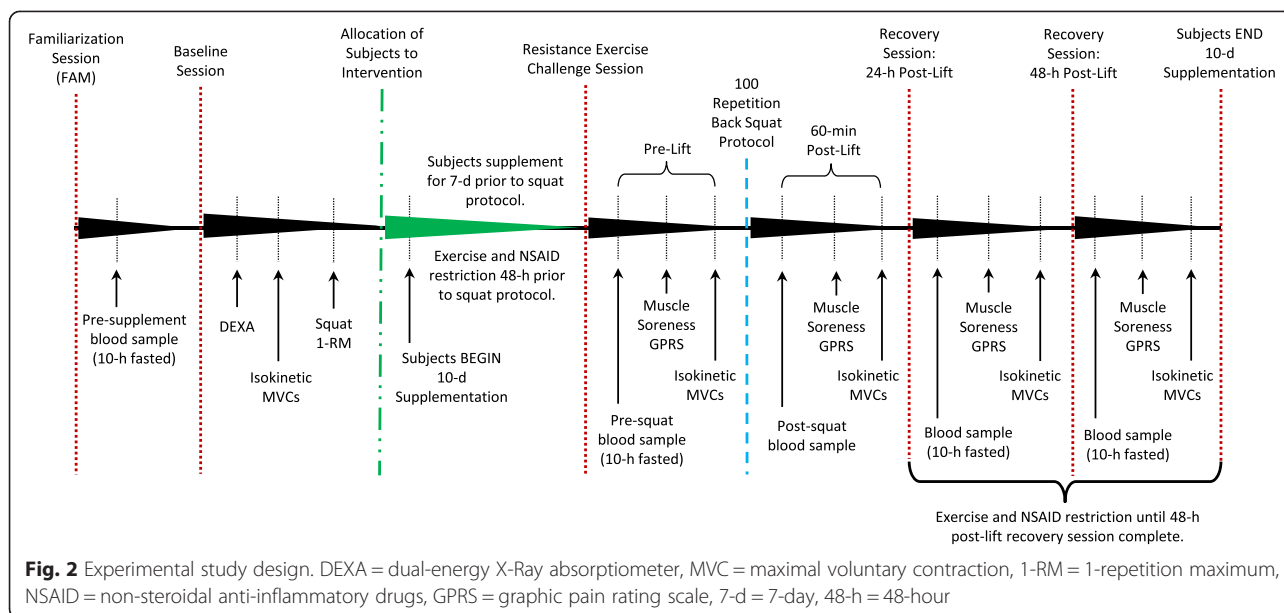 Familiarization
Session
(FAM)
Baseline
Session
Allocation of
Subjects to
Intervention
Resistance Exercise
Challenge Session
100
Repetition
Back Squat
Protocol
Recovery
Session:
24-h Post-Lift
Recovery
Session:
48-h Post-Lift
Subjects END
10-d
Supplementation
Subjects supplement
for 7-d prior to squat
protocol.
Pre-Lift
60-min
Post-Lift
Exercise and NSAID
restriction 48-h prior
to squat protocol.
Pre-supplement
blood sample
(10-h fasted)
DEXA
Isokinetic
MVCs
Squat
1-RM
Subjects BEGIN
10-d
Supplementation
Pre-squat
blood sample
(10-h fasted)
Muscle
Soreness
GPRS
Isokinetic
MVCs
Post-squat
blood sample
Muscle
Soreness
GPRS
Isokinetic
MVCs
Blood sample
(10-h fasted)
Muscle
Soreness
GPRS
Isokinetic
MVCs
Blood sample
(10-h fasted)
Muscle
Soreness
GPRS
Isokinetic
MVCs
Exercise and NSAID restriction until 48-h
post-lift recovery session complete.
Fig. 2 Experimental study design. DEXA = dual-energy X-Ray absorptiometer, MVC = maximal voluntary contraction, 1-RM = 1-repetition maximum,
NSAID = non-steroidal anti-inflammatory drugs, GPRS = graphic pain rating scale, 7-d = 7-day, 48-h = 48-hour